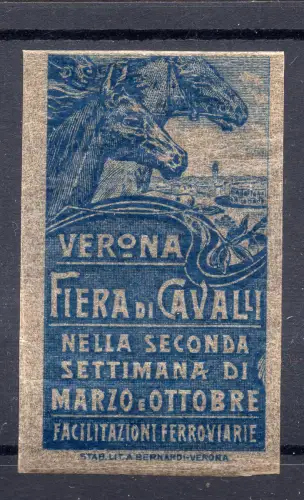 VERONA
FIERA DI CAVALLI
NELLA SECONDA
SETTIMANA DI
MARZO E OTTOBRE
FACILITAZIONI FERROVIARIE
STAB. LIT. A. BERNARDI-VERONA